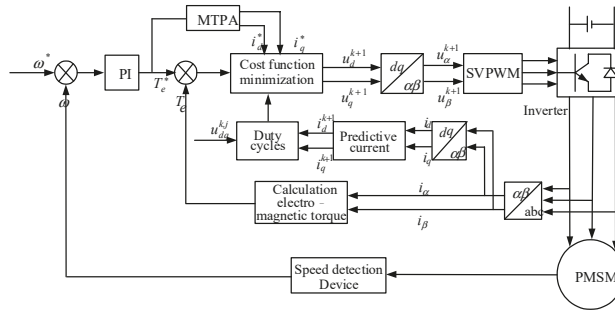 MTPA
i_d^* i_q^*
ω^*
PI
T_e^*
Cost function
minimization
u_d^{k+1}
u_q^{k+1}
dq
αβ
u_α^{k+1}
u_β^{k+1}
SVPWM
Inverter
ω
T_e
u_{dq}^{k,j}
Duty
cycles
i_d^{k+1}
i_q^{k+1}
Predictive
current
i_d
i_q
dq
αβ
Calculation
electro -
magnetic torque
i_α
i_β
αβ
abc
Speed detection
Device
PMSM